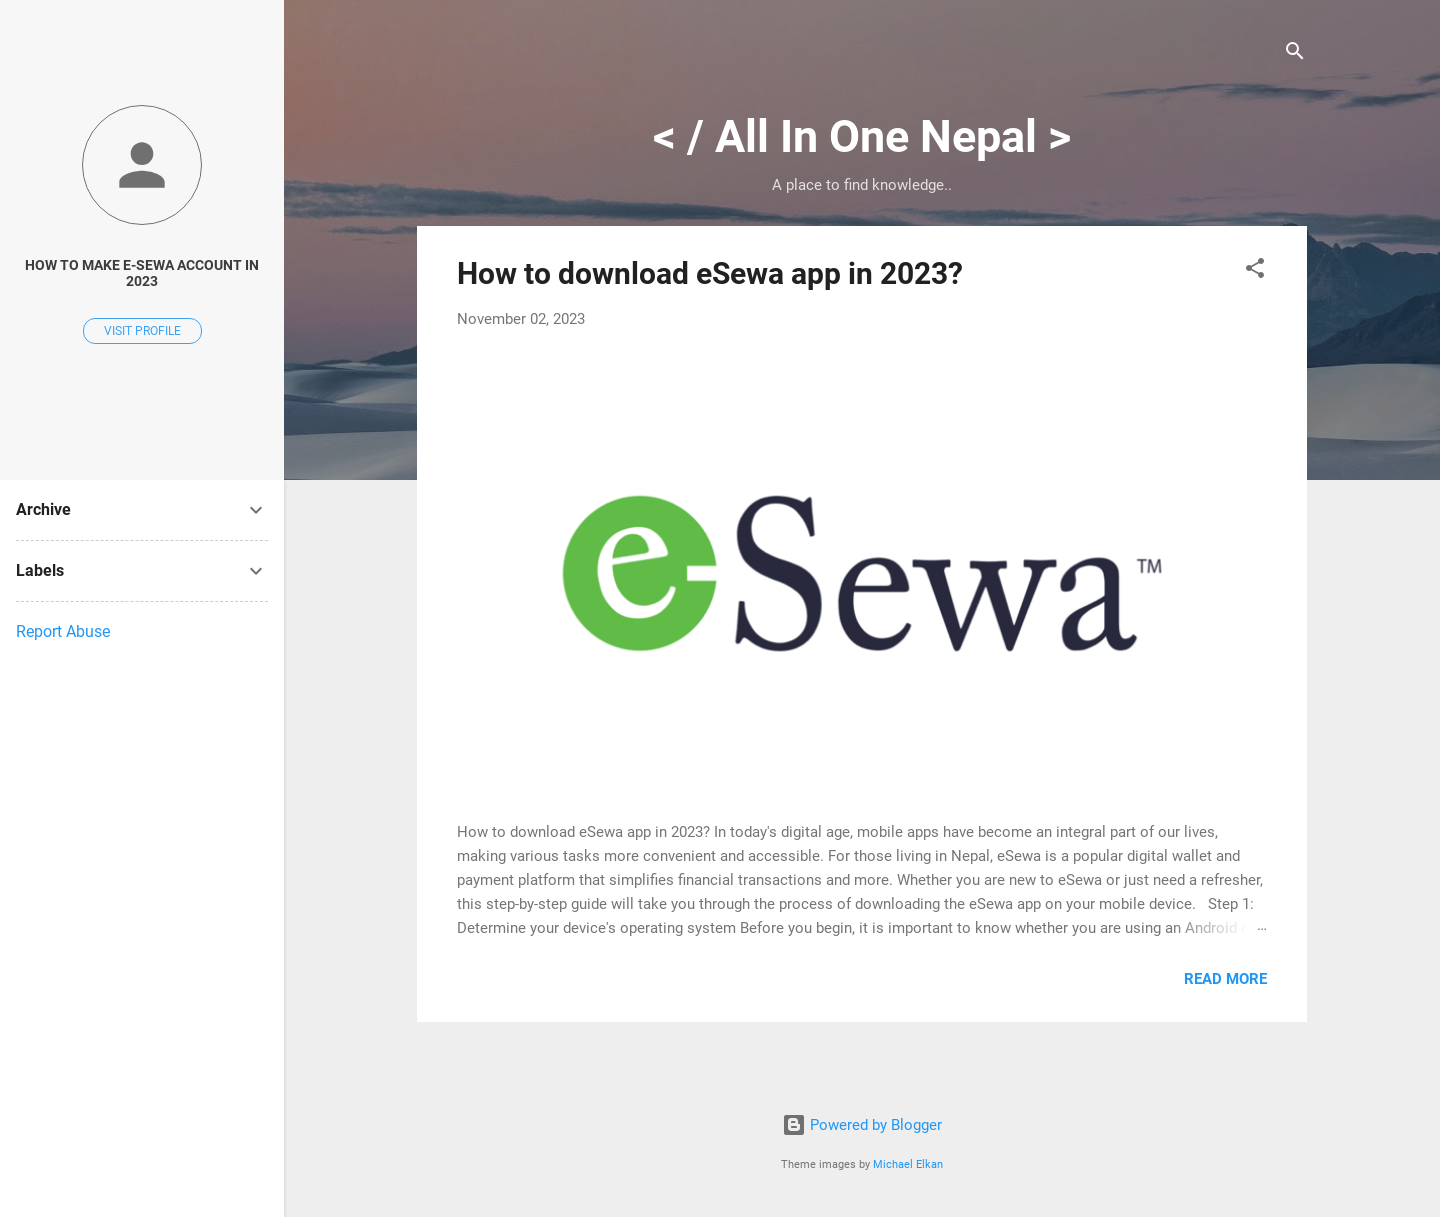 HOW TO MAKE E-SEWA ACCOUNT IN
2023
VISIT PROFILE
Archive
Labels
Report Abuse
< / All In One Nepal >
A place to find knowledge..
How to download eSewa app in 2023?
November 02, 2023
e-Sewa™
How to download eSewa app in 2023? In today's digital age, mobile apps have become an integral part of our lives,
making various tasks more convenient and accessible. For those living in Nepal, eSewa is a popular digital wallet and
payment platform that simplifies financial transactions and more. Whether you are new to eSewa or just need a refresher,
this step-by-step guide will take you through the process of downloading the eSewa app on your mobile device.   Step 1:
Determine your device's operating system Before you begin, it is important to know whether you are using an Android …
READ MORE
Powered by Blogger
Theme images by Michael Elkan